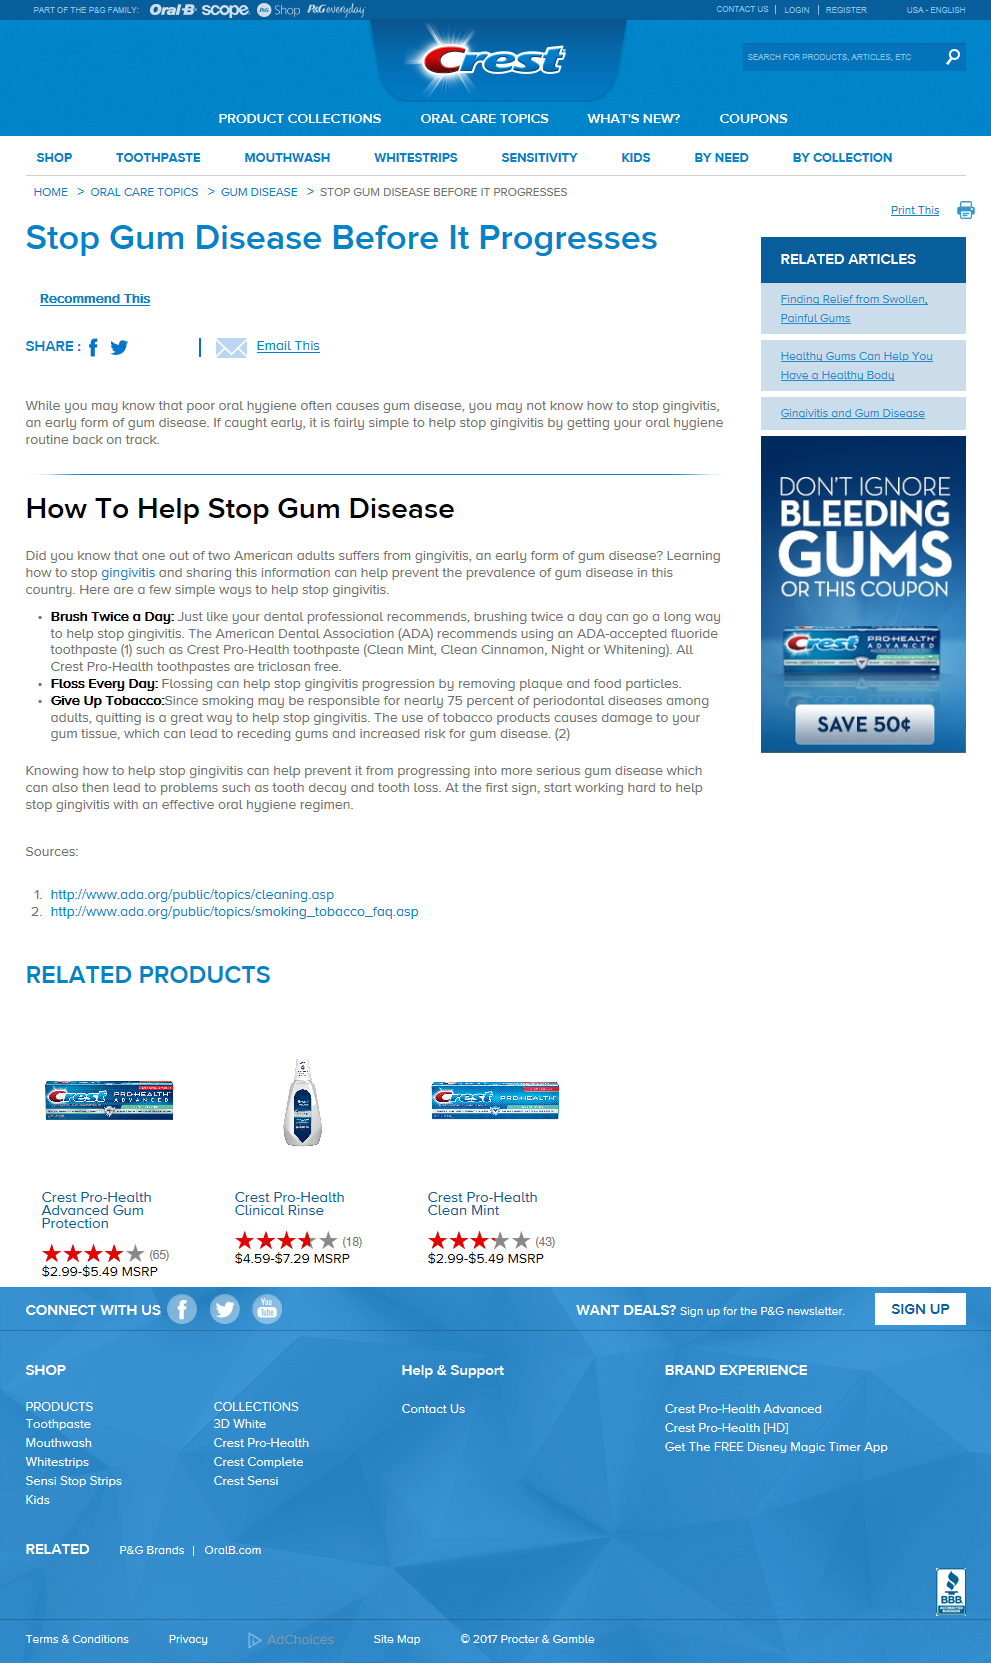 PART OF THE P&G FAMILY: Oral-B scope P&G Shop P&G everyday
CONTACT US | LOGIN | REGISTER USA - ENGLISH
Crest
SEARCH FOR PRODUCTS, ARTICLES, ETC
PRODUCT COLLECTIONS ORAL CARE TOPICS WHAT'S NEW? COUPONS
SHOP TOOTHPASTE MOUTHWASH WHITESTRIPS SENSITIVITY KIDS BY NEED BY COLLECTION
HOME > ORAL CARE TOPICS > GUM DISEASE > STOP GUM DISEASE BEFORE IT PROGRESSES
Print This
Stop Gum Disease Before It Progresses
Recommend This
SHARE : | Email This
While you may know that poor oral hygiene often causes gum disease, you may not know how to stop gingivitis,
an early form of gum disease. If caught early, it is fairly simple to help stop gingivitis by getting your oral hygiene
routine back on track.
How To Help Stop Gum Disease
Did you know that one out of two American adults suffers from gingivitis, an early form of gum disease? Learning
how to stop gingivitis and sharing this information can help prevent the prevalence of gum disease in this
country. Here are a few simple ways to help stop gingivitis.
• Brush Twice a Day: Just like your dental professional recommends, brushing twice a day can go a long way
to help stop gingivitis. The American Dental Association (ADA) recommends using an ADA-accepted fluoride
toothpaste (1) such as Crest Pro-Health toothpaste (Clean Mint, Clean Cinnamon, Night or Whitening). All
Crest Pro-Health toothpastes are triclosan free.
• Floss Every Day: Flossing can help stop gingivitis progression by removing plaque and food particles.
• Give Up Tobacco:Since smoking may be responsible for nearly 75 percent of periodontal diseases among
adults, quitting is a great way to help stop gingivitis. The use of tobacco products causes damage to your
gum tissue, which can lead to receding gums and increased risk for gum disease. (2)
Knowing how to help stop gingivitis can help prevent it from progressing into more serious gum disease which
can also then lead to problems such as tooth decay and tooth loss. At the first sign, start working hard to help
stop gingivitis with an effective oral hygiene regimen.
Sources:
1. http://www.ada.org/public/topics/cleaning.asp
2. http://www.ada.org/public/topics/smoking_tobacco_faq.asp
RELATED ARTICLES
Finding Relief from Swollen,
Painful Gums
Healthy Gums Can Help You
Have a Healthy Body
Gingivitis and Gum Disease
DON'T IGNORE
BLEEDING
GUMS
OR THIS COUPON
Crest PRO-HEALTH
SAVE 50¢
RELATED PRODUCTS
Crest PRO-HEALTH ADVANCED
Crest PRO-HEALTH
Crest Pro-Health
Advanced Gum
Protection
(65)
$2.99-$5.49 MSRP
Crest Pro-Health
Clinical Rinse
(18)
$4.59-$7.29 MSRP
Crest Pro-Health
Clean Mint
(43)
$2.99-$5.49 MSRP
CONNECT WITH US You Tube
WANT DEALS? Sign up for the P&G newsletter. SIGN UP
SHOP
PRODUCTS
Toothpaste
Mouthwash
Whitestrips
Sensi Stop Strips
Kids
COLLECTIONS
3D White
Crest Pro-Health
Crest Complete
Crest Sensi
Help & Support
Contact Us
BRAND EXPERIENCE
Crest Pro-Health Advanced
Crest Pro-Health [HD]
Get The FREE Disney Magic Timer App
RELATED P&G Brands | OralB.com
BBB
ACCREDITED
BUSINESS
Terms & Conditions Privacy AdChoices Site Map © 2017 Procter & Gamble